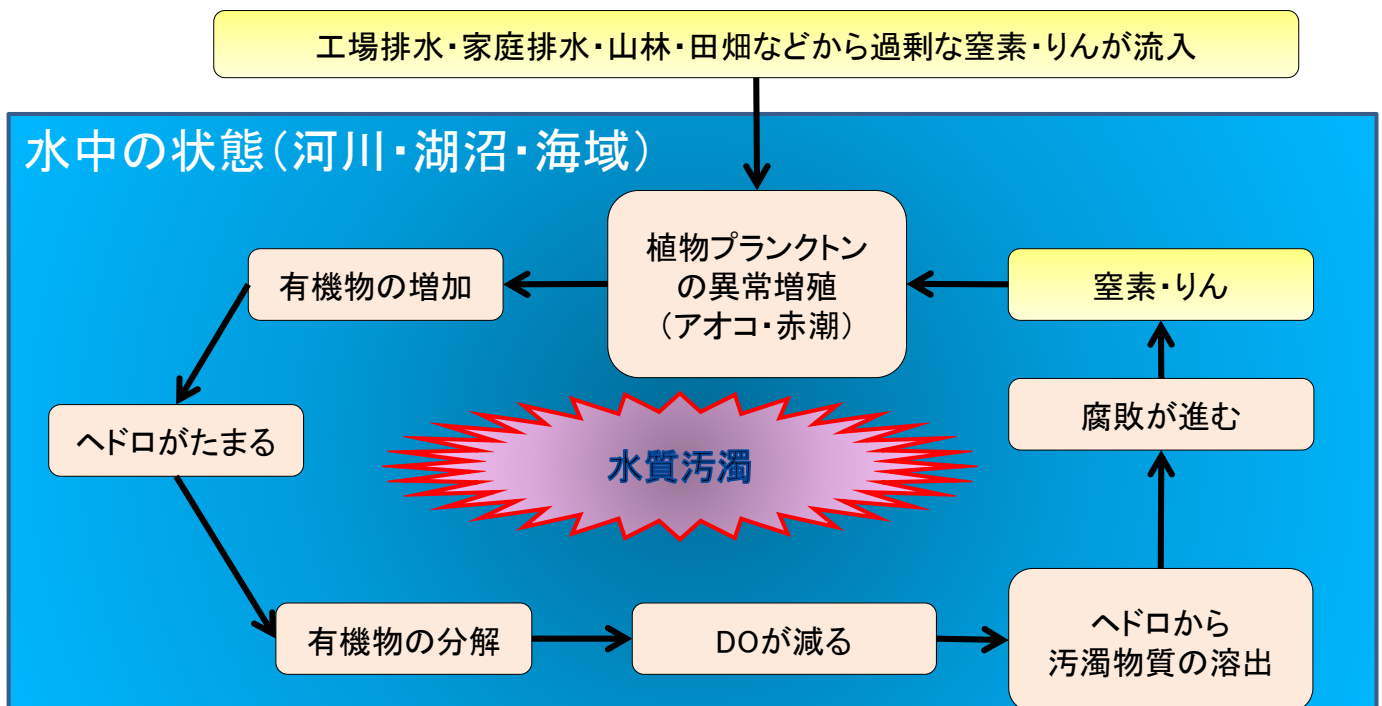 工場排水・家庭排水・山林・田畑などから過剰な窒素・りんが流入
水中の状態(河川・湖沼・海域)
植物プランクトン
の異常増殖
(アオコ・赤潮)
有機物の増加
窒素・りん
ヘドロがたまる
水質汚濁
腐敗が進む
有機物の分解
DOが減る
ヘドロから
汚濁物質の溶出